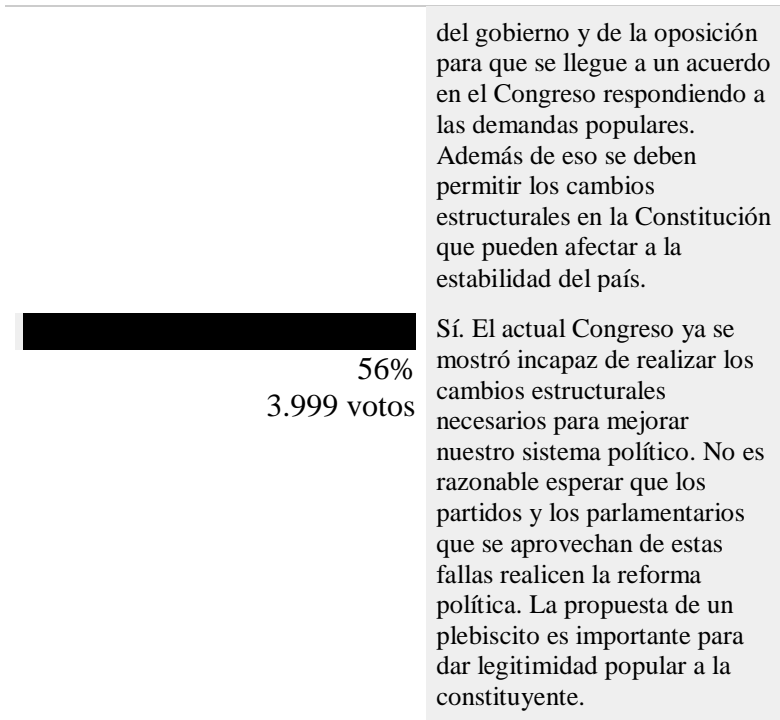 del gobierno y de la oposición
para que se llegue a un acuerdo
en el Congreso respondiendo a
las demandas populares.
Además de eso se deben
permitir los cambios
estructurales en la Constitución
que pueden afectar a la
estabilidad del país.
56%
3.999 votos
Sí. El actual Congreso ya se
mostró incapaz de realizar los
cambios estructurales
necesarios para mejorar
nuestro sistema político. No es
razonable esperar que los
partidos y los parlamentarios
que se aprovechan de estas
fallas realicen la reforma
política. La propuesta de un
plebiscito es importante para
dar legitimidad popular a la
constituyente.